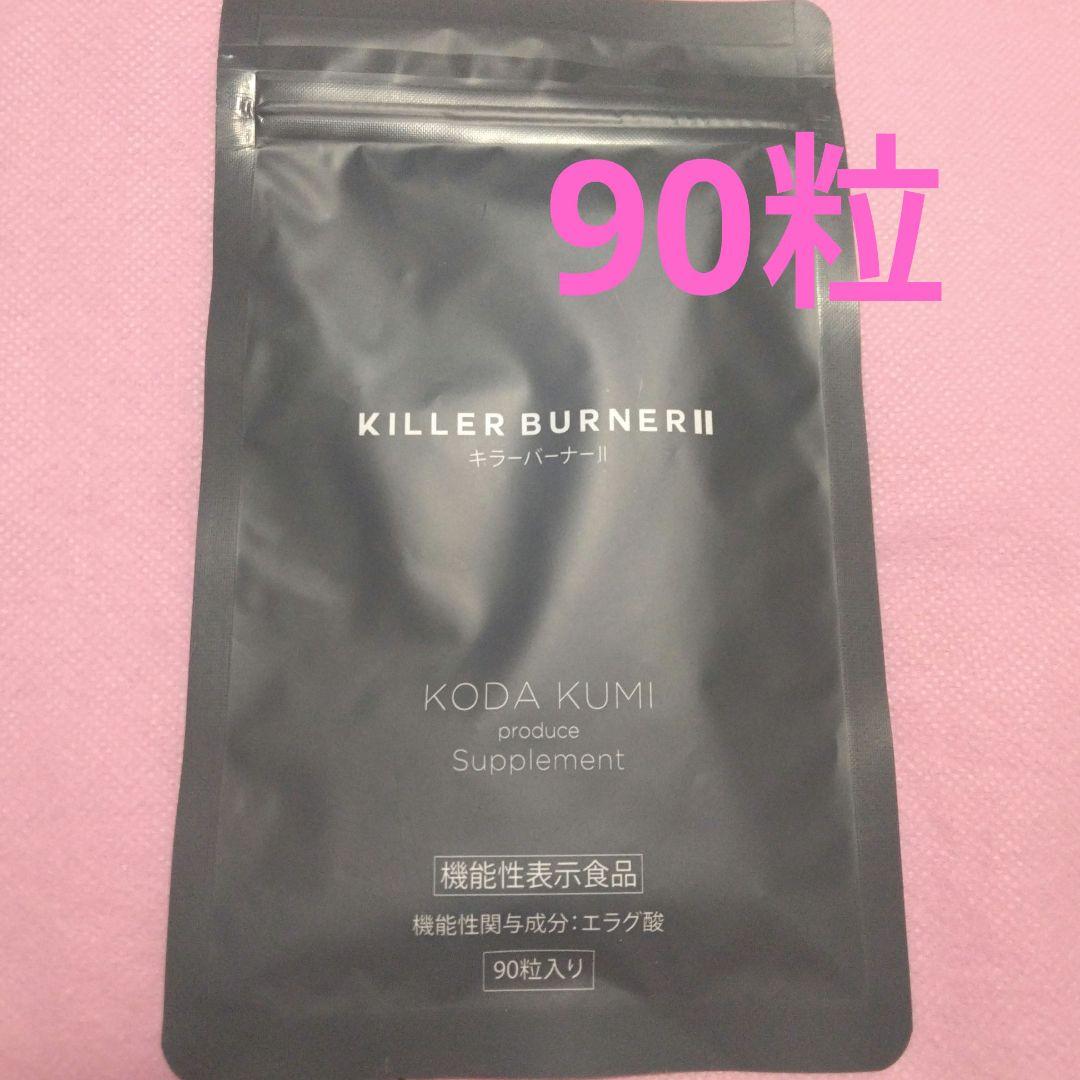 90粒
KILLER BURNERⅡ
キラーバーナーⅡ
KODA KUMI
produce
Supplement
機能性表示食品
機能性関与成分：エラグ酸
90粒入り